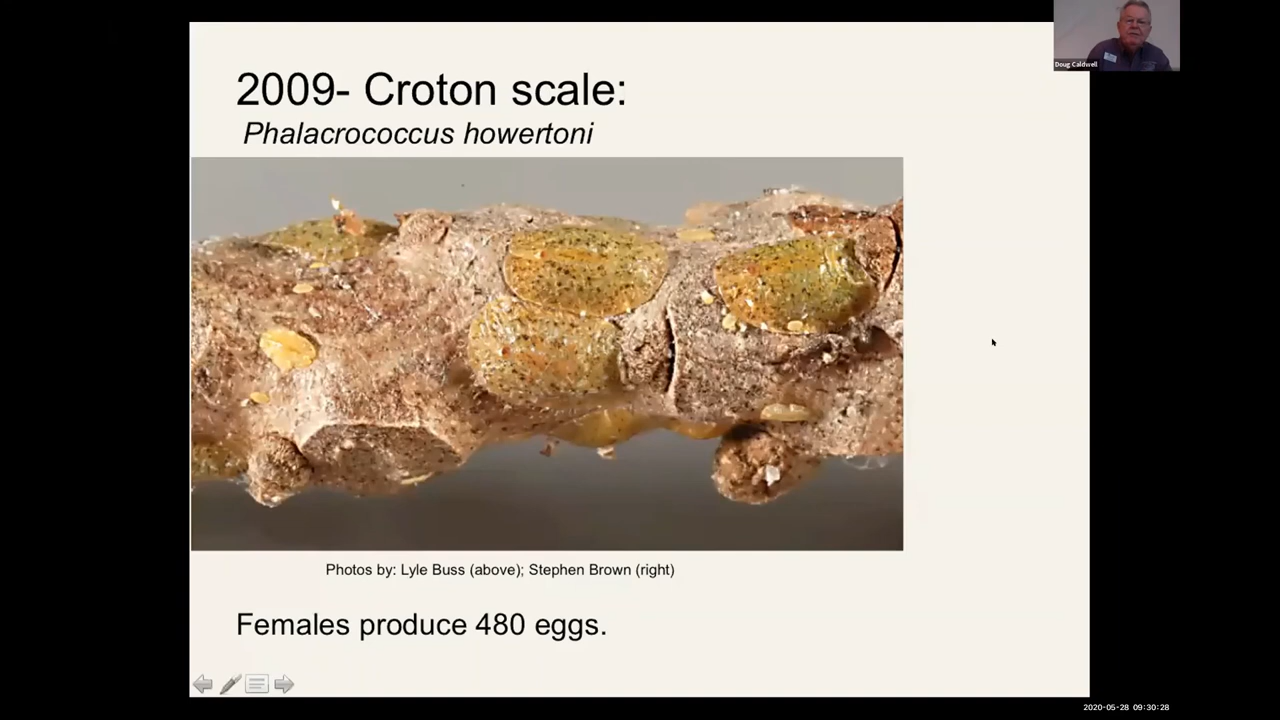 Doug Caldwell
2009- Croton scale:
Phalacrococcus howertoni
Photos by: Lyle Buss (above); Stephen Brown (right)
Females produce 480 eggs.
2020-05-28 09:30:28